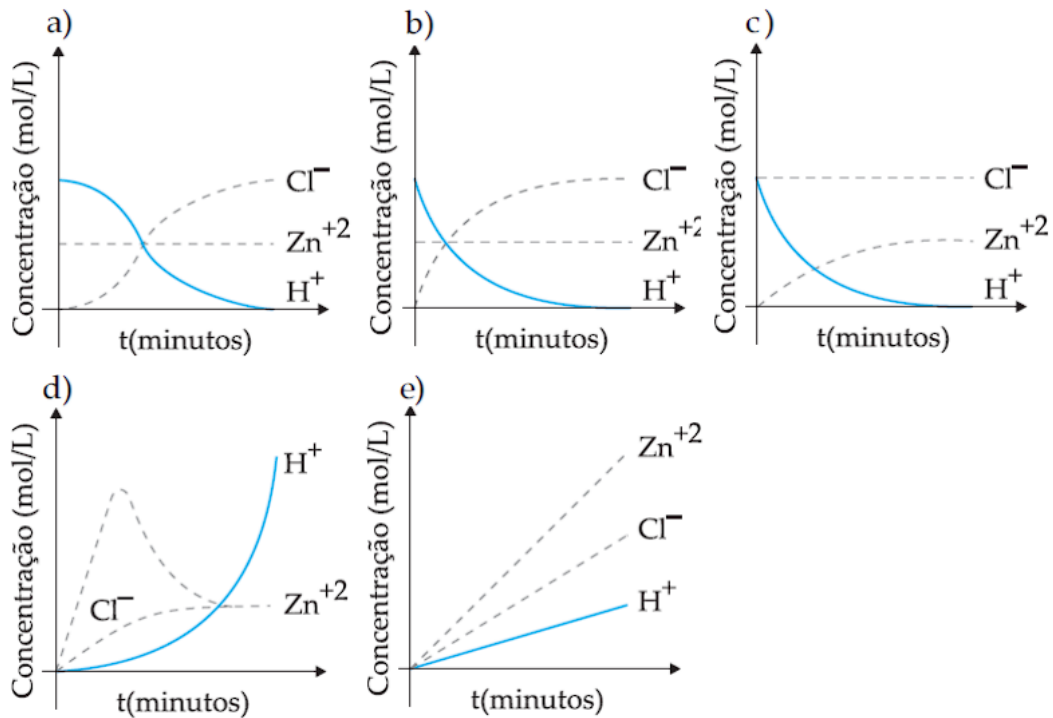 a)
Concentração (mol/L)
Cl⁻
Zn⁺²
H⁺
t(minutos)
b)
Concentração (mol/L)
Cl⁻
Zn⁺²
H⁺
t(minutos)
c)
Concentração (mol/L)
Cl⁻
Zn⁺²
H⁺
t(minutos)
d)
Concentração (mol/L)
H⁺
Cl⁻
Zn⁺²
t(minutos)
e)
Concentração (mol/L)
Zn⁺²
Cl⁻
H⁺
t(minutos)